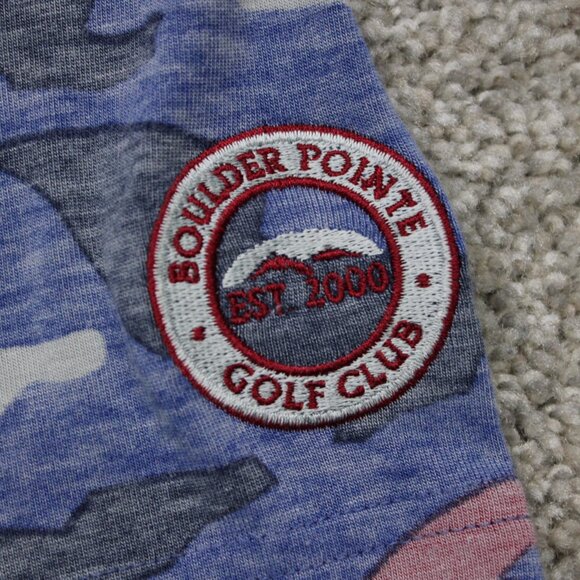 BOULDER POINTE
EST 2000
GOLF CLUB